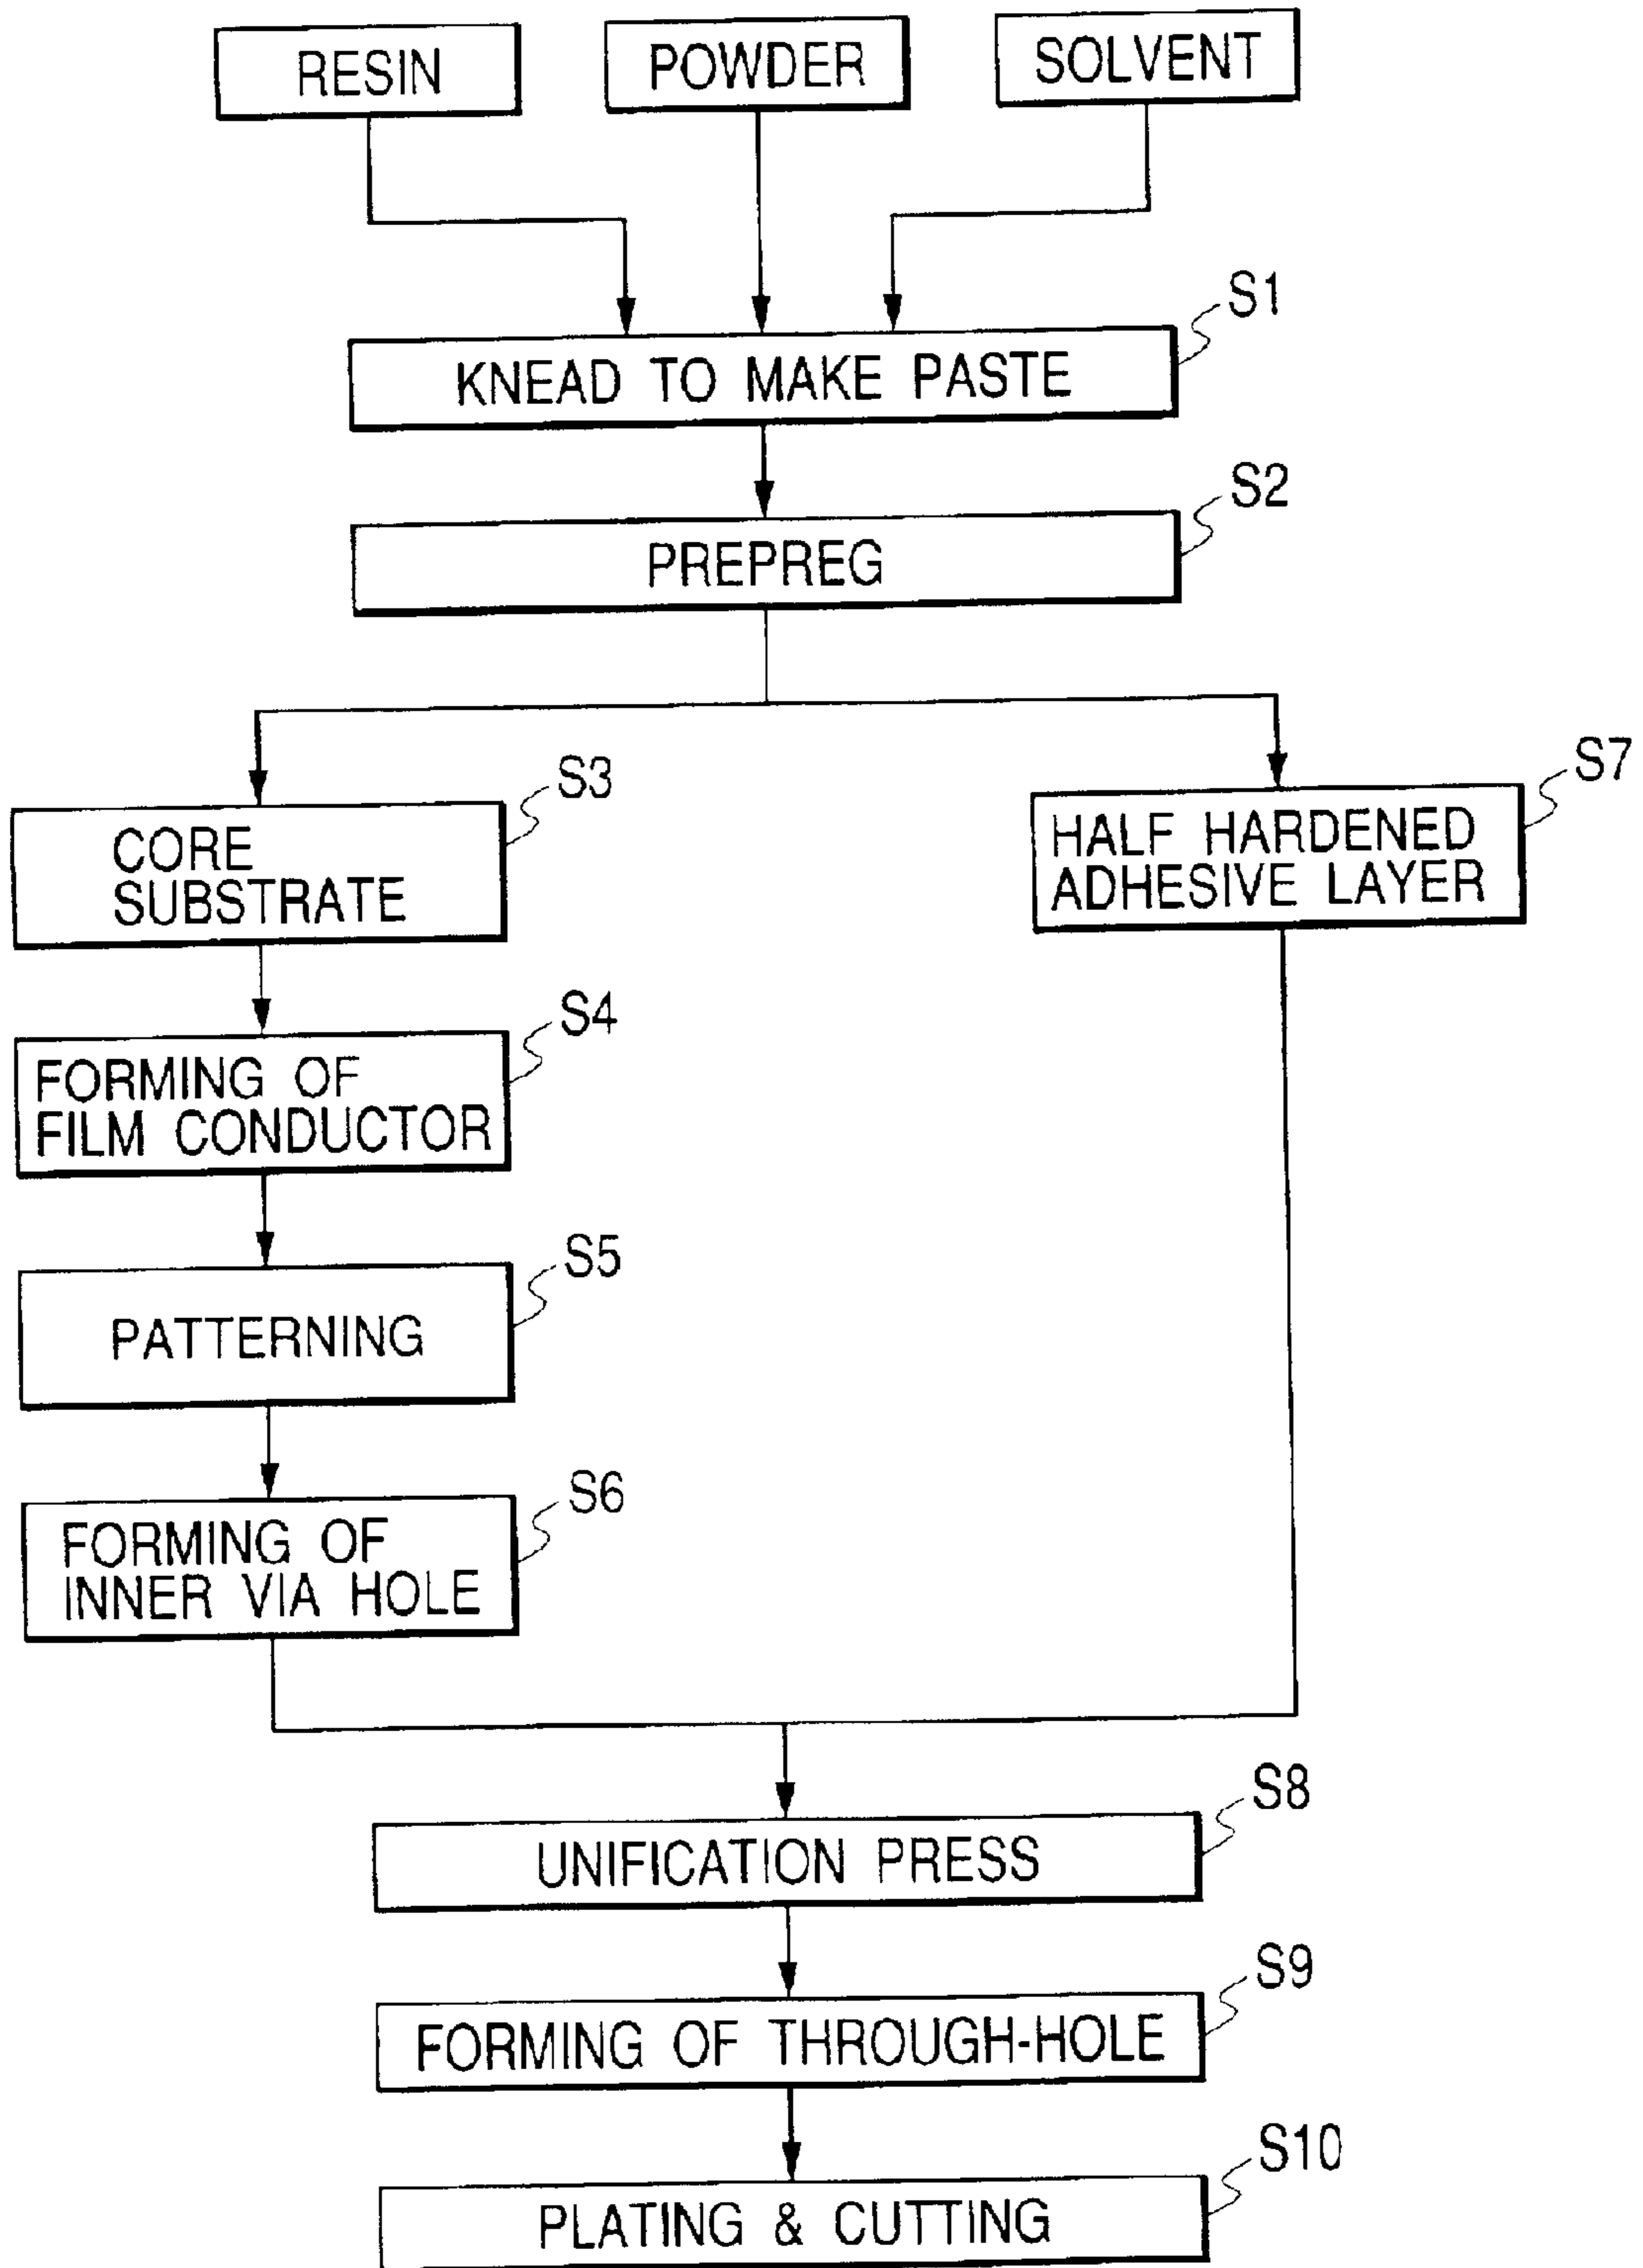 RESIN
POWDER
SOLVENT
S1
KNEAD TO MAKE PASTE
S2
PREPREG
S3
CORE
SUBSTRATE
S7
HALF HARDENED
ADHESIVE LAYER
S4
FORMING OF
FILM CONDUCTOR
S5
PATTERNING
S6
FORMING OF
INNER VIA HOLE
S8
UNIFICATION PRESS
S9
FORMING OF THROUGH-HOLE
S10
PLATING & CUTTING